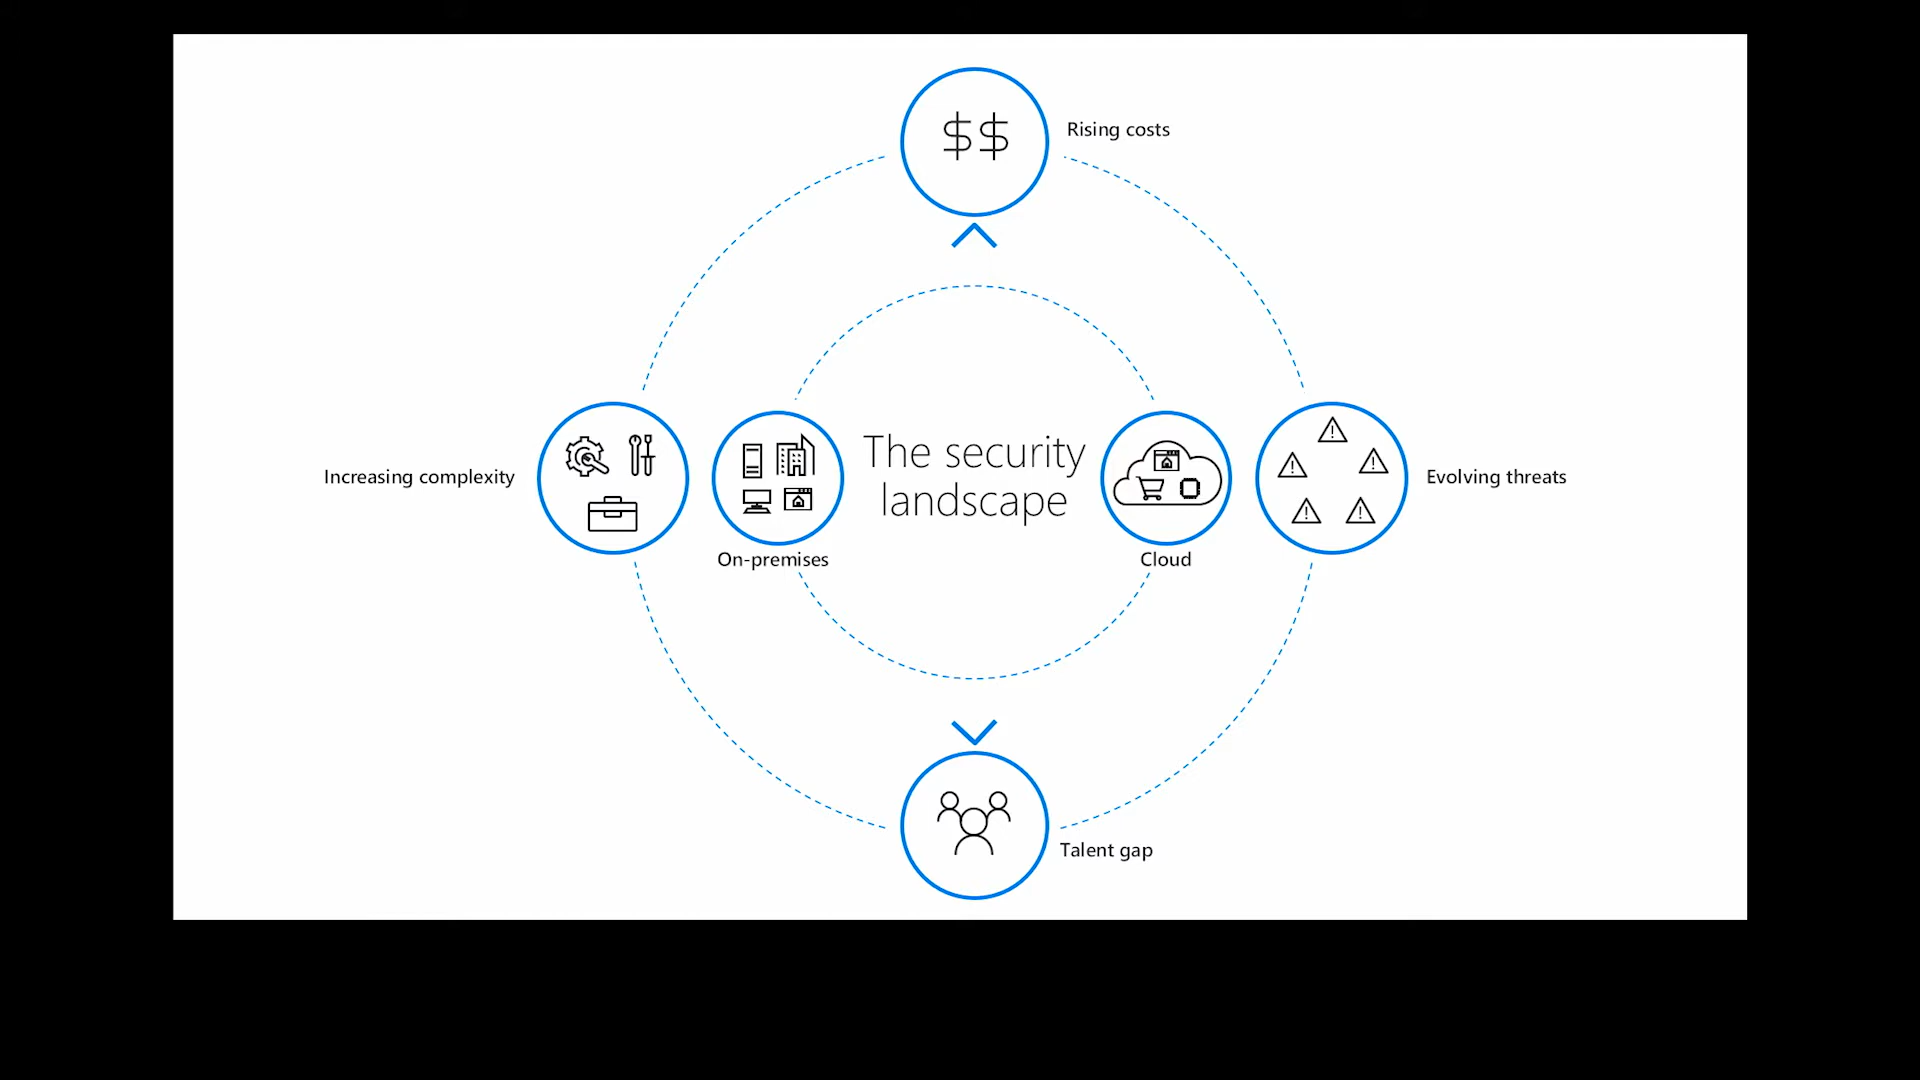 $$
Rising costs
Increasing complexity
The security
landscape
Evolving threats
On-premises
Cloud
Talent gap